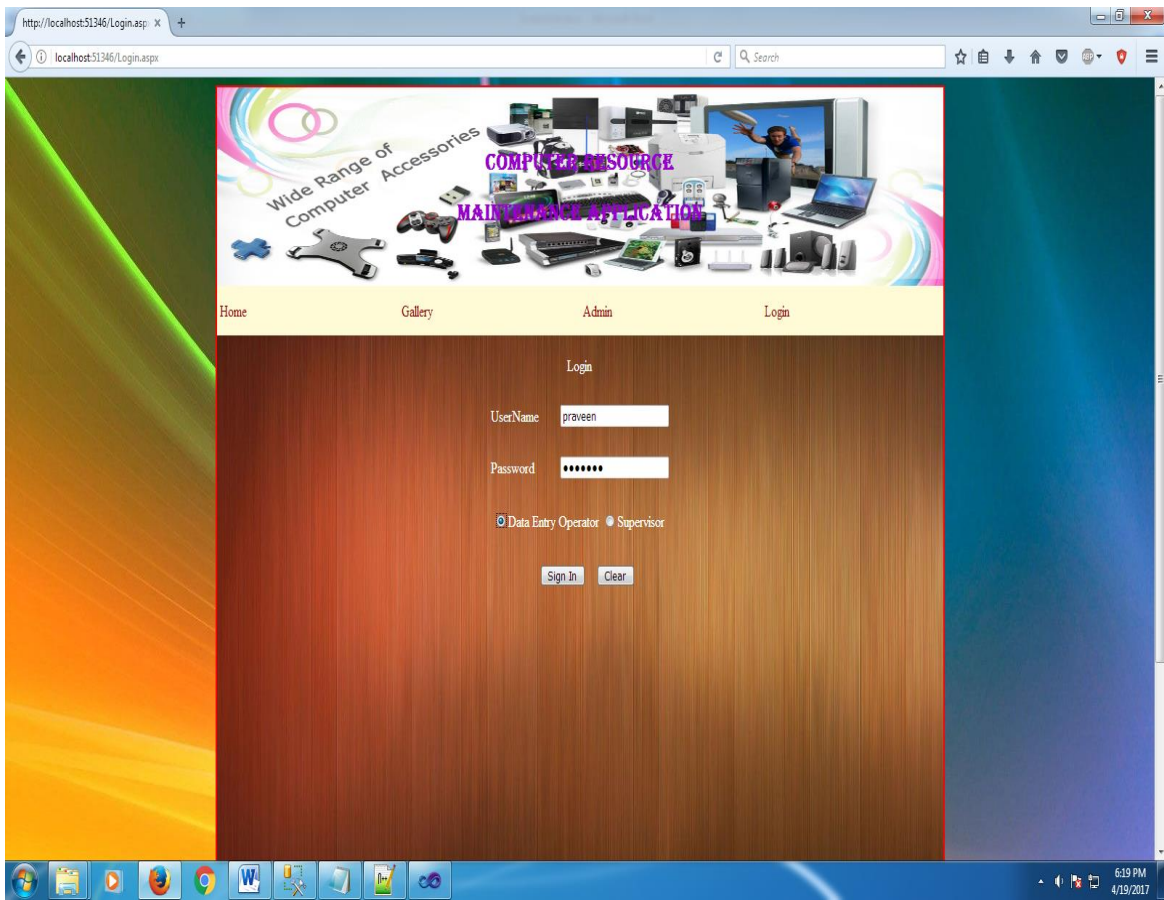 http://localhost:51346/Login.asp
localhost:51346/Login.aspx
Search
Wide Range of
Computer Accessories
COMPUTER RESOURCE
MAINTENANCE APPLICATION
Home Gallery Admin Login
Login
UserName praveen
Password •••••••
Data Entry Operator Supervisor
Sign In Clear
6:19 PM
4/19/2017